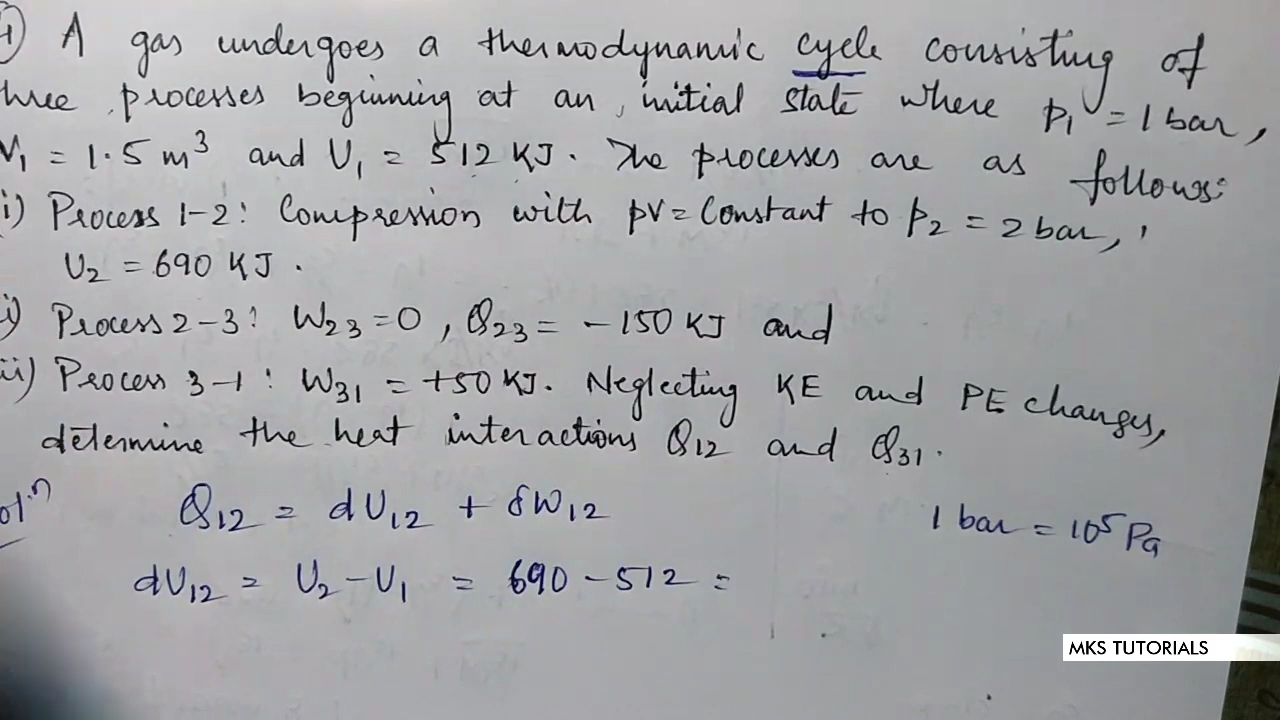 A gas undergoes a thermodynamic cycle consisting of
three processes beginning at an initial state where p₁ = 1 bar,
V₁ = 1.5 m³ and U₁ = 512 KJ. The processes are as follows:
i) Process 1-2: Compression with pV = Constant to p₂ = 2 bar,
U₂ = 690 KJ.
i) Process 2-3: W₂₃ = 0, Q₂₃ = -150 KJ and
ii) Process 3-1: W₃₁ = +50 KJ. Neglecting KE and PE changes,
determine the heat interactions Q₁₂ and Q₃₁.
Q₁₂ = dU₁₂ + δW₁₂
1 bar = 10⁵ Pa
dU₁₂ = U₂ - U₁ = 690 - 512 =
MKS TUTORIALS